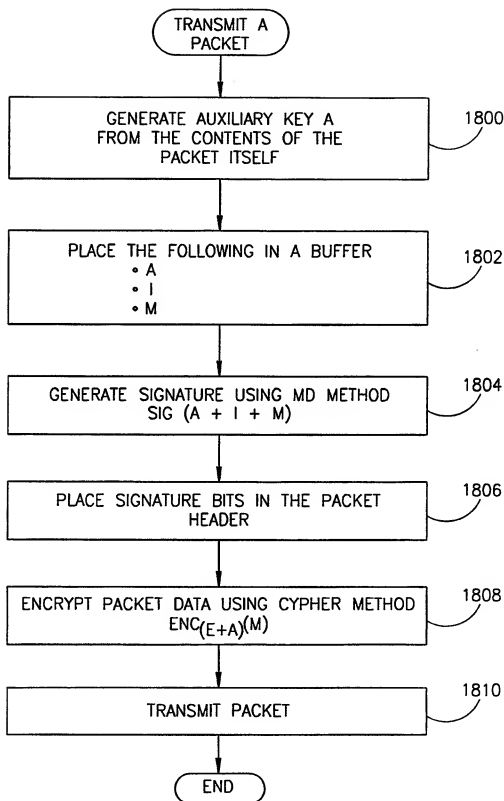 TRANSMIT A
PACKET
GENERATE AUXILIARY KEY A
FROM THE CONTENTS OF THE
PACKET ITSELF
1800
PLACE THE FOLLOWING IN A BUFFER
• A
• I
• M
1802
GENERATE SIGNATURE USING MD METHOD
SIG (A + I + M)
1804
PLACE SIGNATURE BITS IN THE PACKET
HEADER
1806
ENCRYPT PACKET DATA USING CYPHER METHOD
ENC(E+A)(M)
1808
TRANSMIT PACKET
1810
END